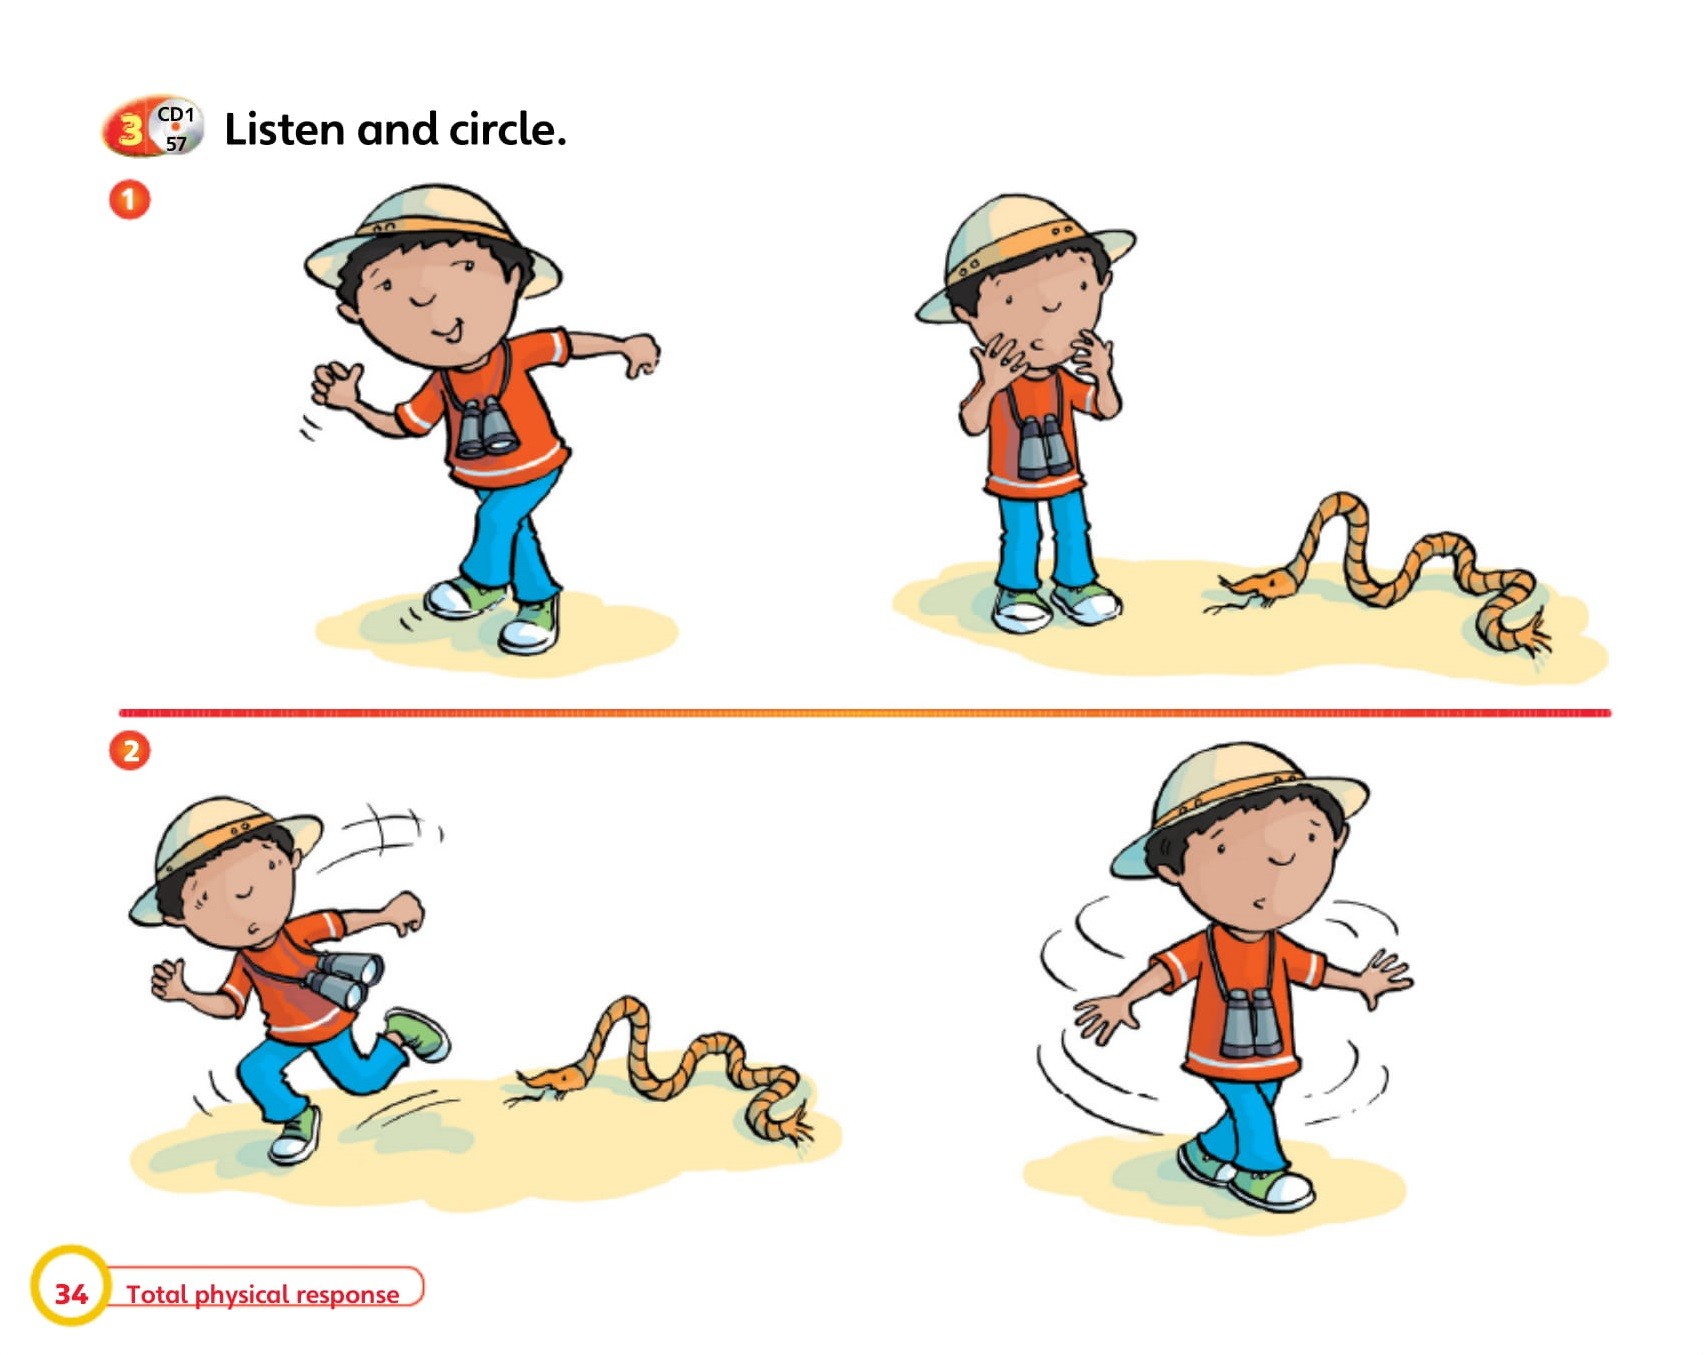 3 CD1 57 Listen and circle.
1
2
34 Total physical response